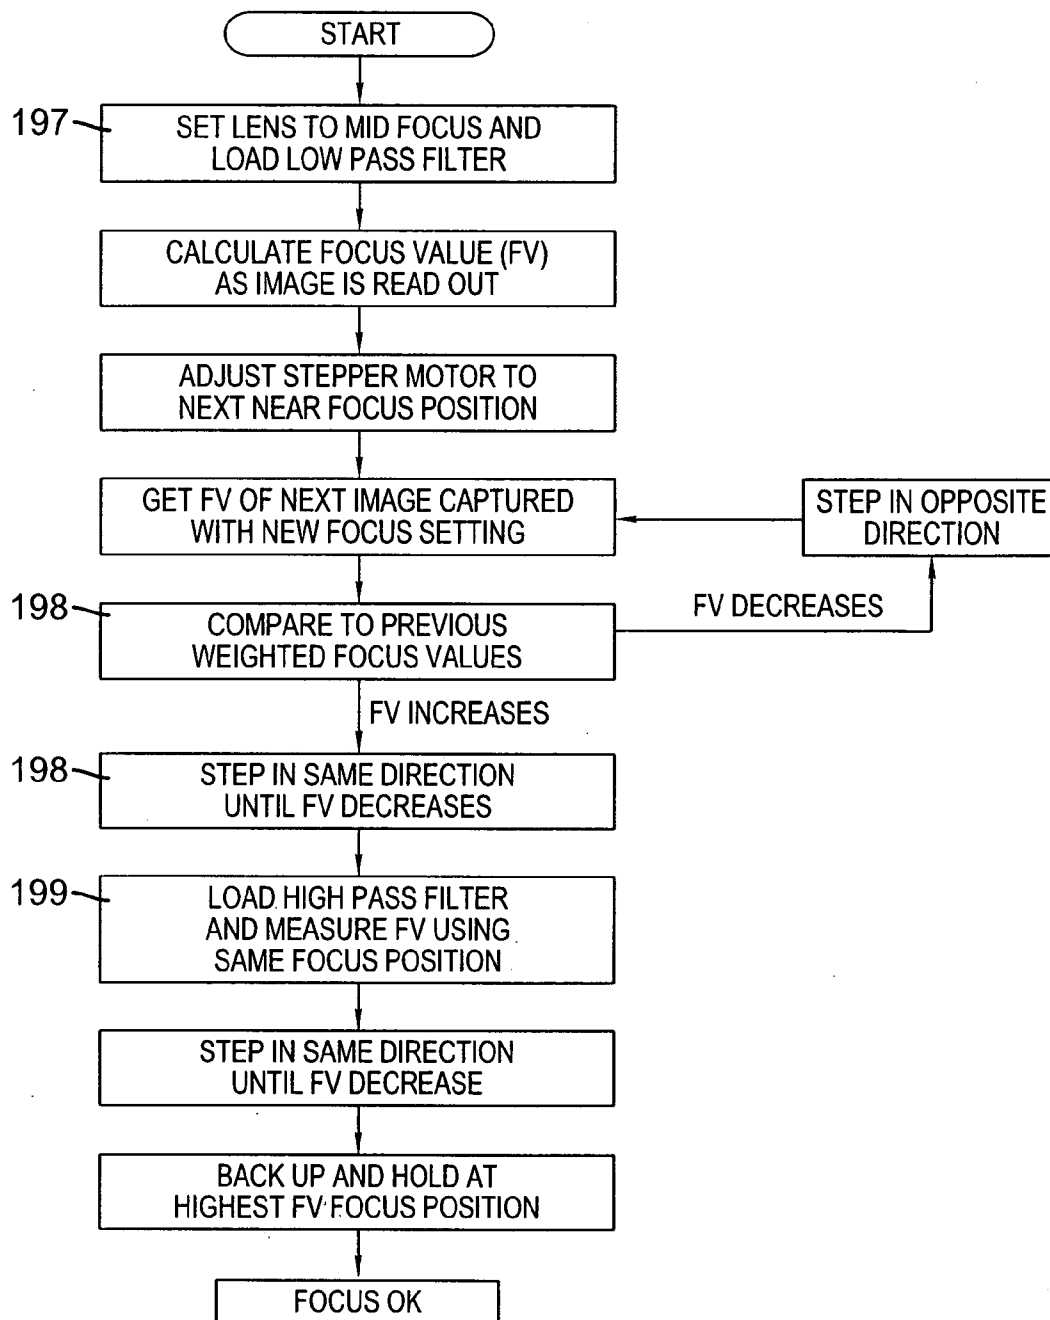 START
197
SET LENS TO MID FOCUS AND
LOAD LOW PASS FILTER
CALCULATE FOCUS VALUE (FV)
AS IMAGE IS READ OUT
ADJUST STEPPER MOTOR TO
NEXT NEAR FOCUS POSITION
GET FV OF NEXT IMAGE CAPTURED
WITH NEW FOCUS SETTING
STEP IN OPPOSITE
DIRECTION
198
COMPARE TO PREVIOUS
WEIGHTED FOCUS VALUES
FV DECREASES
FV INCREASES
198
STEP IN SAME DIRECTION
UNTIL FV DECREASES
199
LOAD HIGH PASS FILTER
AND MEASURE FV USING
SAME FOCUS POSITION
STEP IN SAME DIRECTION
UNTIL FV DECREASE
BACK UP AND HOLD AT
HIGHEST FV FOCUS POSITION
FOCUS OK